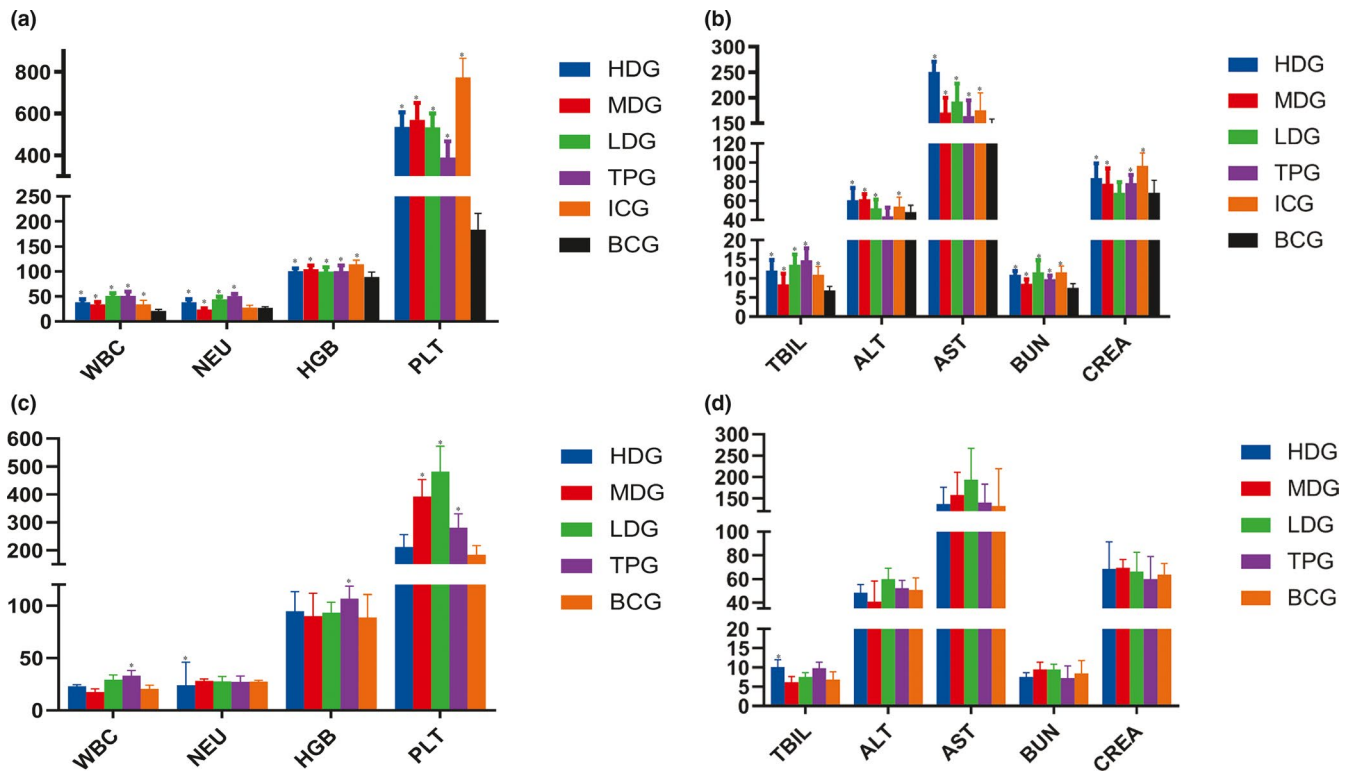 (a)
800
600
400
250
200
150
100
50
0
WBC
NEU
HGB
PLT
HDG
MDG
LDG
TPG
ICG
BCG
(b)
300
250
200
150
120
100
80
60
40
20
15
10
5
0
TBIL
ALT
AST
BUN
CREA
HDG
MDG
LDG
TPG
ICG
BCG
(c)
600
500
400
300
200
100
50
0
WBC
NEU
HGB
PLT
HDG
MDG
LDG
TPG
BCG
(d)
300
250
200
150
100
80
60
40
20
15
10
5
0
TBIL
ALT
AST
BUN
CREA
HDG
MDG
LDG
TPG
BCG